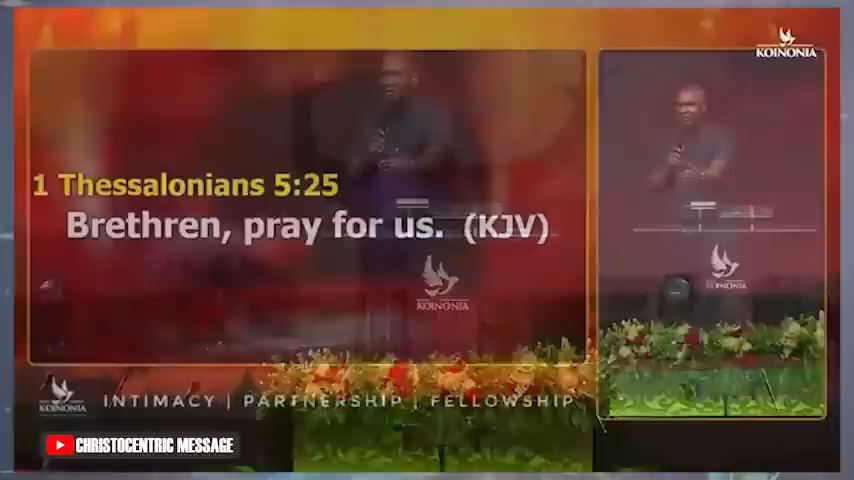 KOINONIA
1 Thessalonians 5:25
Brethren, pray for us. (KJV)
KOINONIA
KOINONIA
KOINONIA
INTIMACY | PARTNERSHIP | FELLOWSHIP
CHRISTOCENTRIC MESSAGE